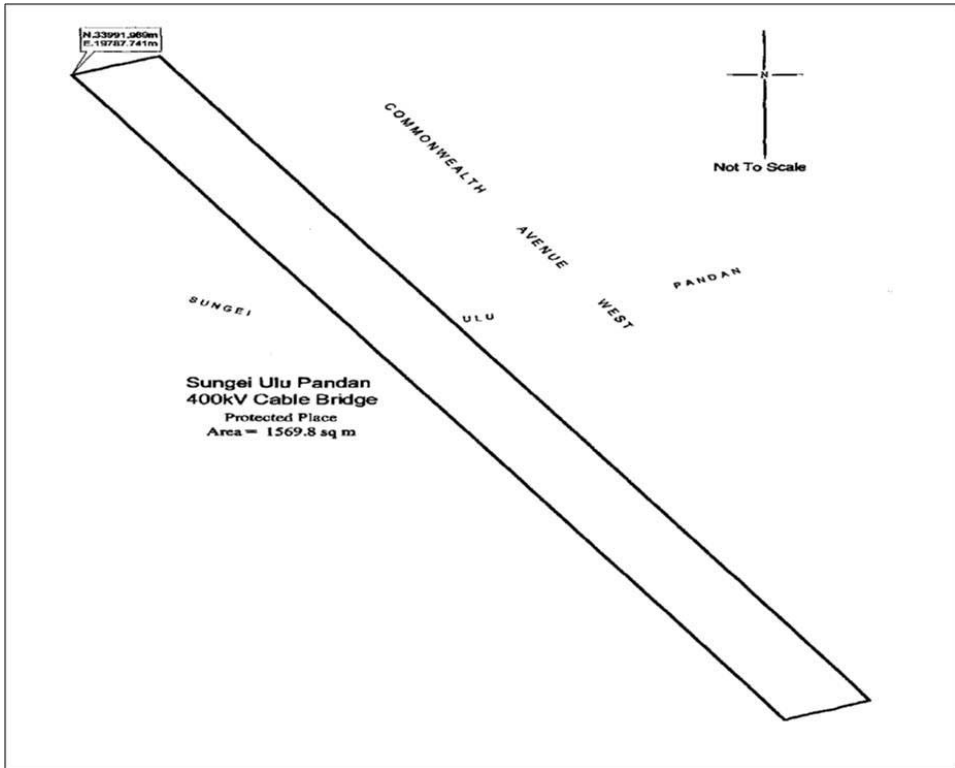 N.33991.969m
E.19787.741m
N
Not To Scale
COMMONWEALTH
AVENUE
WEST
PANDAN
SUNGEI
ULU
Sungei Ulu Pandan
400kV Cable Bridge
Protected Place
Area = 1569.8 sq m